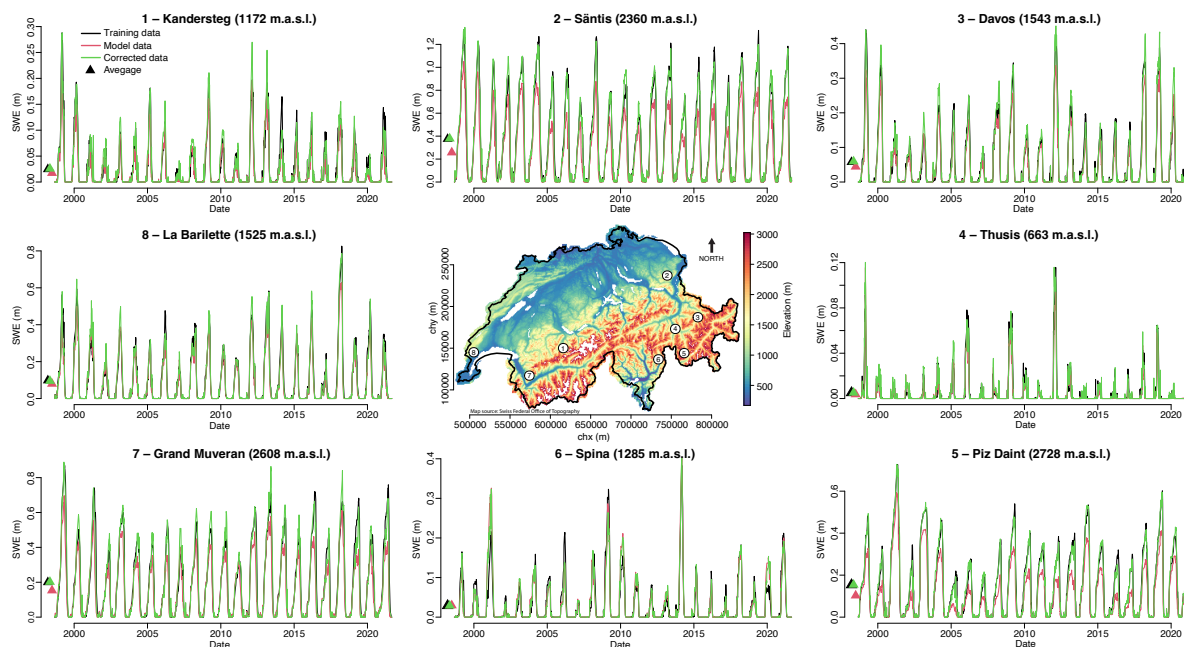 1 – Kandersteg (1172 m.a.s.l.)
Training data
Model data
Corrected data
Avegage
SWE (m)
0.00 0.05 0.10 0.15 0.20 0.25 0.30
2000 2005 2010 2015 2020
Date
2 – Säntis (2360 m.a.s.l.)
SWE (m)
0.0 0.2 0.4 0.6 0.8 1.0 1.2
2000 2005 2010 2015 2020
Date
3 – Davos (1543 m.a.s.l.)
SWE (m)
0.0 0.1 0.2 0.3 0.4
2000 2005 2010 2015 2020
Date
8 – La Barilette (1525 m.a.s.l.)
SWE (m)
0.0 0.2 0.4 0.6 0.8
2000 2005 2010 2015 2020
Date
chy (m)
100000 150000 200000 250000
NORTH
1
2
3
4
5
6
7
8
Map source: Swiss Federal Office of Topography
500000 550000 600000 650000 700000 750000 800000
chx (m)
3000
2500
2000
1500
1000
500
Elevation (m)
4 – Thusis (663 m.a.s.l.)
SWE (m)
0.00 0.04 0.08 0.12
2000 2005 2010 2015 2020
Date
7 – Grand Muveran (2608 m.a.s.l.)
SWE (m)
0.0 0.2 0.4 0.6 0.8
2000 2005 2010 2015 2020
Date
6 – Spina (1285 m.a.s.l.)
SWE (m)
0.0 0.1 0.2 0.3 0.4
2000 2005 2010 2015 2020
Date
5 – Piz Daint (2728 m.a.s.l.)
SWE (m)
0.0 0.2 0.4 0.6
2000 2005 2010 2015 2020
Date